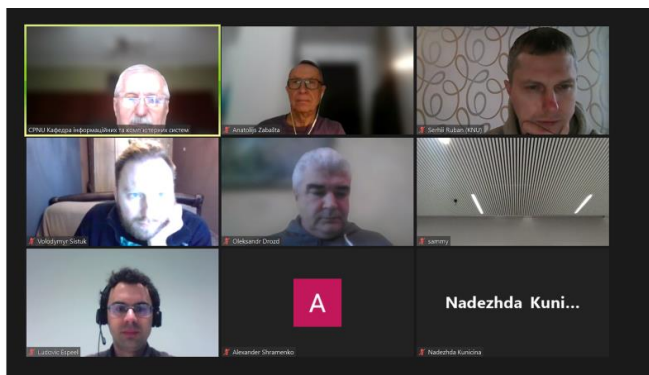 CPNU Кафедра інформаційних та комп'ютерних систем
Anatolijs Zabašta
Serhii Ruban (KNU)
Volodymyr Sistuk
Oleksandr Drozd
sammy
Ludovic Espeel
A
Alexander Shramenko
Nadezhda Kuni...
Nadezhda Kunicina